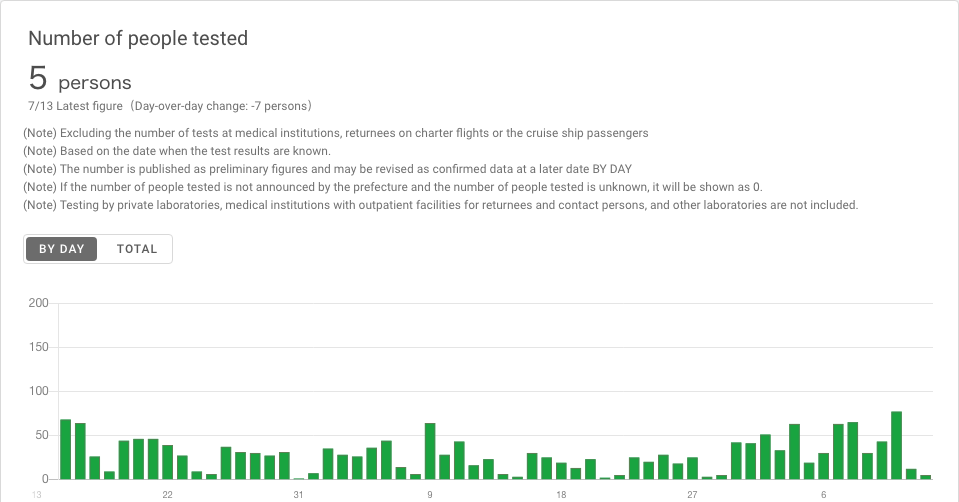 Number of people tested
5 persons
7/13 Latest figure（Day-over-day change: -7 persons）
(Note) Excluding the number of tests at medical institutions, returnees on charter flights or the cruise ship passengers
(Note) Based on the date when the test results are known.
(Note) The number is published as preliminary figures and may be revised as confirmed data at a later date BY DAY
(Note) If the number of people tested is not announced by the prefecture and the number of people tested is unknown, it will be shown as 0.
(Note) Testing by private laboratories, medical institutions with outpatient facilities for returnees and contact persons, and other laboratories are not included.
BY DAY TOTAL
200
150
100
50
0
13 22 31 9 18 27 6